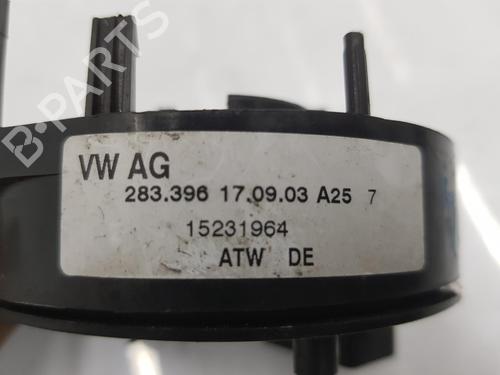 B-PARTS
VW AG
283.396 17.09.03 A25 7
15231964
ATW DE